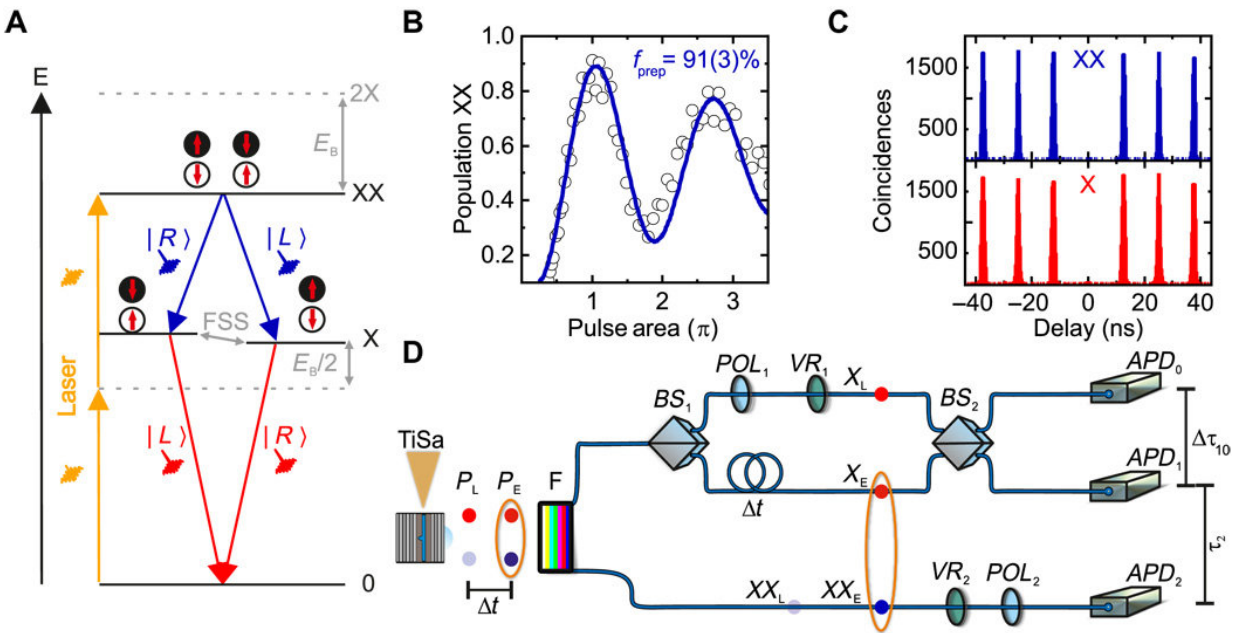 A
E
2X
E_B
XX
| R ⟩
| L ⟩
FSS
X
E_B/2
Laser
| L ⟩
| R ⟩
0
B
f_prep = 91(3)%
Population XX
1.0
0.8
0.6
0.4
0.2
1
2
3
Pulse area (π)
C
XX
Coincidences
1500
500
X
1500
500
−40
−20
0
20
40
Delay (ns)
D
TiSa
P_L
P_E
F
Δt
BS_1
POL_1
VR_1
X_L
BS_2
APD_0
Δτ_10
Δt
X_E
APD_1
τ_2
XX_L
XX_E
VR_2
POL_2
APD_2